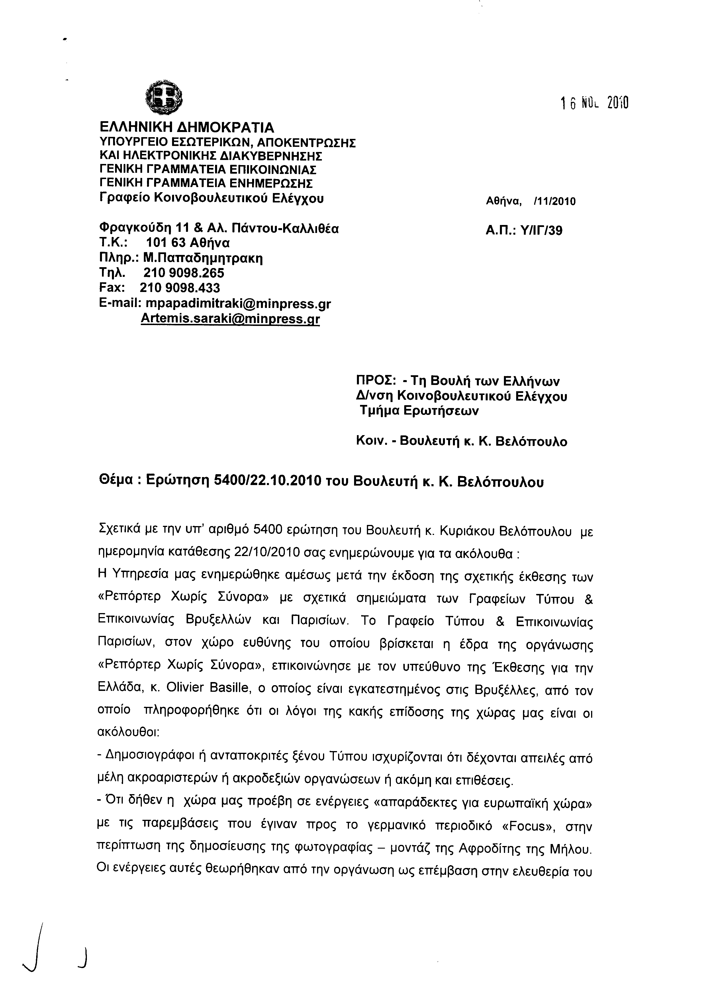 16 ΝΟΕ 2010
ΕΛΛΗΝΙΚΗ ΔΗΜΟΚΡΑΤΙΑ
ΥΠΟΥΡΓΕΙΟ ΕΣΩΤΕΡΙΚΩΝ, ΑΠΟΚΕΝΤΡΩΣΗΣ
ΚΑΙ ΗΛΕΚΤΡΟΝΙΚΗΣ ΔΙΑΚΥΒΕΡΝΗΣΗΣ
ΓΕΝΙΚΗ ΓΡΑΜΜΑΤΕΙΑ ΕΠΙΚΟΙΝΩΝΙΑΣ
ΓΕΝΙΚΗ ΓΡΑΜΜΑΤΕΙΑ ΕΝΗΜΕΡΩΣΗΣ
Γραφείο Κοινοβουλευτικού Ελέγχου
Αθήνα, /11/2010
Φραγκούδη 11 & Αλ. Πάντου-Καλλιθέα
Α.Π.: Υ/ΙΓ/39
Τ.Κ.: 101 63 Αθήνα
Πληρ.: Μ.Παπαδημητρακη
Τηλ. 210 9098.265
Fax: 210 9098.433
E-mail: mpapadimitraki@minpress.gr
Artemis.saraki@minpress.gr
ΠΡΟΣ: - Τη Βουλή των Ελλήνων
Δ/νση Κοινοβουλευτικού Ελέγχου
Τμήμα Ερωτήσεων
Κοιν. - Βουλευτή κ. Κ. Βελόπουλο
Θέμα : Ερώτηση 5400/22.10.2010 του Βουλευτή κ. Κ. Βελόπουλου
Σχετικά με την υπ’ αριθμό 5400 ερώτηση του Βουλευτή κ. Κυριάκου Βελόπουλου με
ημερομηνία κατάθεσης 22/10/2010 σας ενημερώνουμε για τα ακόλουθα :
Η Υπηρεσία μας ενημερώθηκε αμέσως μετά την έκδοση της σχετικής έκθεσης των
«Ρεπόρτερ Χωρίς Σύνορα» με σχετικά σημειώματα των Γραφείων Τύπου &
Επικοινωνίας Βρυξελλών και Παρισίων. Το Γραφείο Τύπου & Επικοινωνίας
Παρισίων, στον χώρο ευθύνης του οποίου βρίσκεται η έδρα της οργάνωσης
«Ρεπόρτερ Χωρίς Σύνορα», επικοινώνησε με τον υπεύθυνο της Έκθεσης για την
Ελλάδα, κ. Olivier Basille, ο οποίος είναι εγκατεστημένος στις Βρυξέλλες, από τον
οποίο πληροφορήθηκε ότι οι λόγοι της κακής επίδοσης της χώρας μας είναι οι
ακόλουθοι:
- Δημοσιογράφοι ή ανταποκριτές ξένου Τύπου ισχυρίζονται ότι δέχονται απειλές από
μέλη ακροαριστερών ή ακροδεξιών οργανώσεων ή ακόμη και επιθέσεις.
- Ότι δήθεν η χώρα μας προέβη σε ενέργειες «απαράδεκτες για ευρωπαϊκή χώρα»
με τις παρεμβάσεις που έγιναν προς το γερμανικό περιοδικό «Focus», στην
περίπτωση της δημοσίευσης της φωτογραφίας – μοντάζ της Αφροδίτης της Μήλου.
Οι ενέργειες αυτές θεωρήθηκαν από την οργάνωση ως επέμβαση στην ελευθερία του